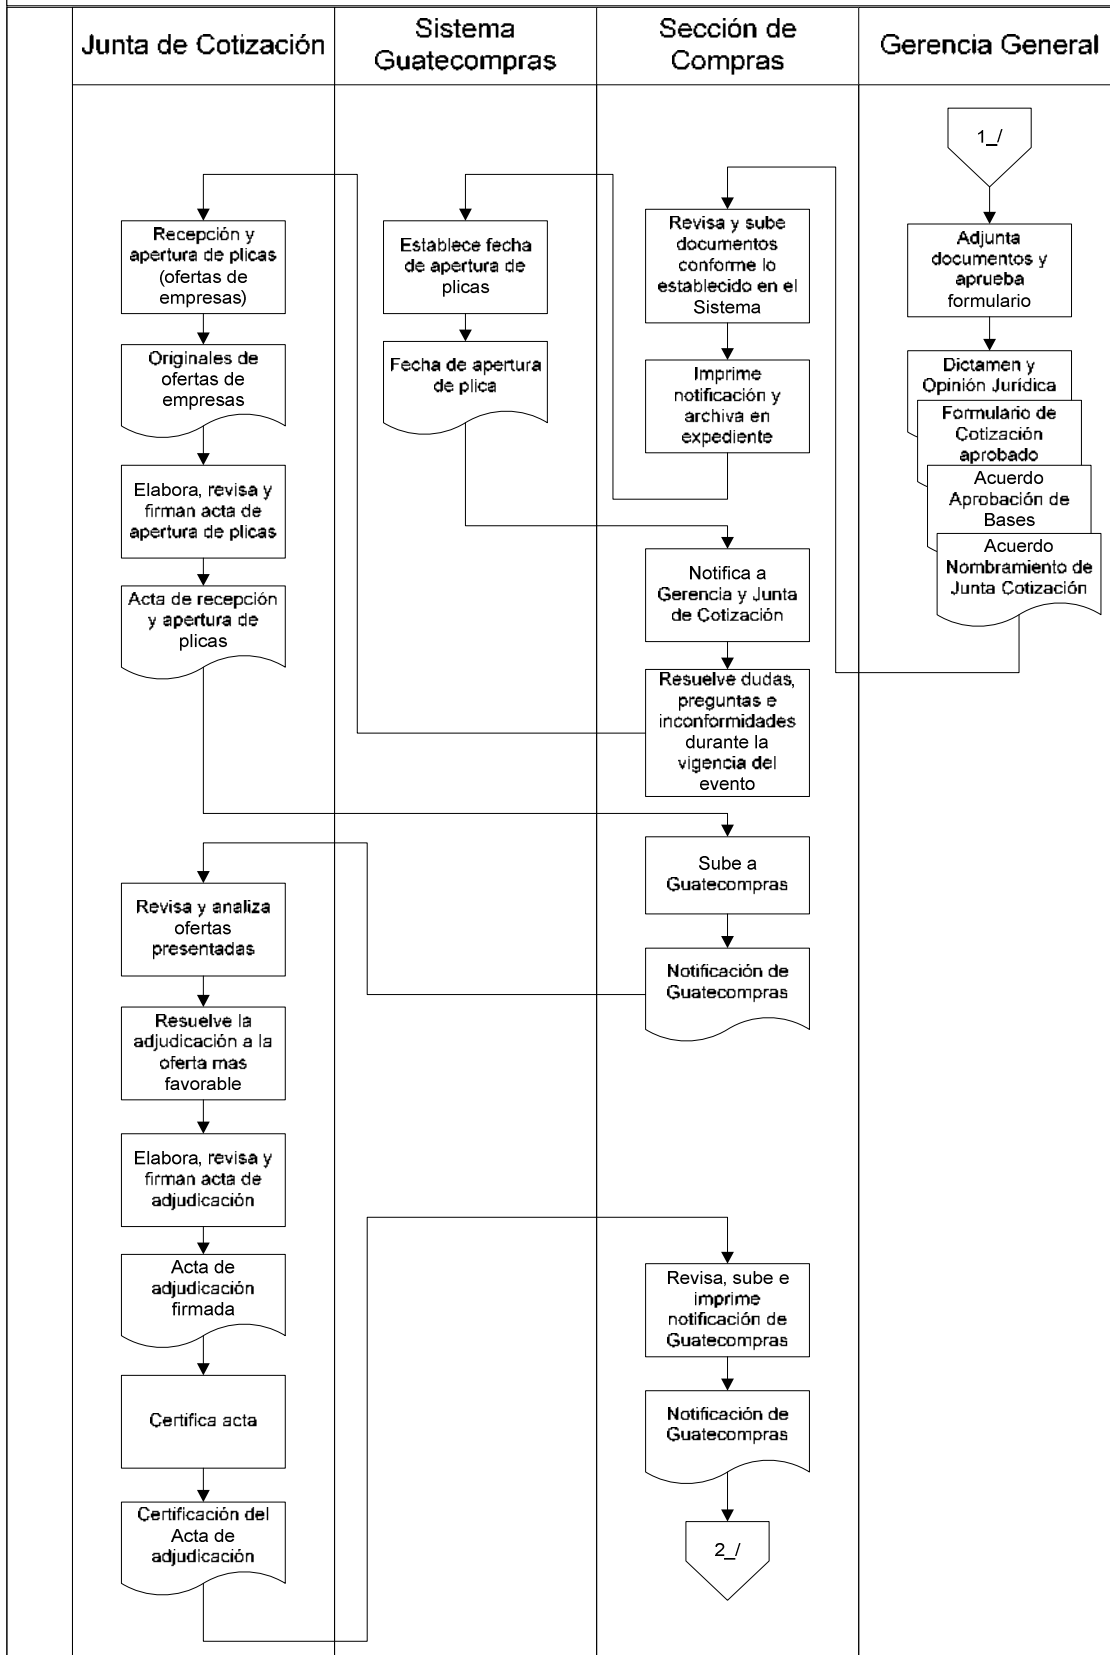 Junta de Cotización
Sistema
Guatecompras
Sección de
Compras
Gerencia General
1_/
Adjunta
documentos y
aprueba
formulario
Dictamen y
Opinión Jurídica
Formulario de
Cotización
aprobado
Acuerdo
Aprobación de
Bases
Acuerdo
Nombramiento de
Junta Cotización
Revisa y sube
documentos
conforme lo
establecido en el
Sistema
Imprime
notificación y
archiva en
expediente
Establece fecha
de apertura de
plicas
Fecha de apertura
de plica
Notifica a
Gerencia y Junta
de Cotización
Resuelve dudas,
preguntas e
inconformidades
durante la
vigencia del
evento
Recepción y
apertura de plicas
(ofertas de
empresas)
Originales de
ofertas de
empresas
Elabora, revisa y
firman acta de
apertura de plicas
Acta de recepción
y apertura de
plicas
Sube a
Guatecompras
Notificación de
Guatecompras
Revisa y analiza
ofertas
presentadas
Resuelve la
adjudicación a la
oferta mas
favorable
Elabora, revisa y
firman acta de
adjudicación
Acta de
adjudicación
firmada
Certifica acta
Certificación del
Acta de
adjudicación
Revisa, sube e
imprime
notificación de
Guatecompras
Notificación de
Guatecompras
2_/